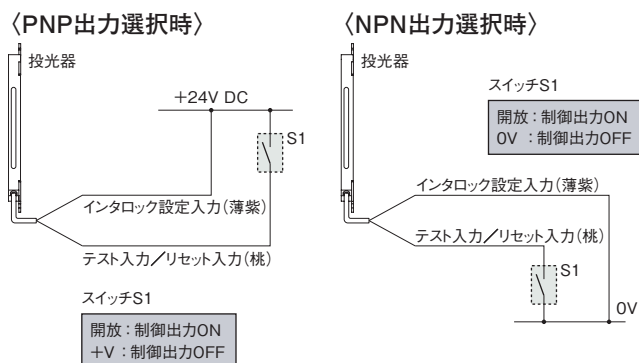 〈PNP出力選択時〉
投光器
+24V DC
S1
インタロック設定入力(薄紫)
テスト入力／リセット入力(桃)
スイッチS1
開放：制御出力ON
+V：制御出力OFF
〈NPN出力選択時〉
投光器
スイッチS1
開放：制御出力ON
0V：制御出力OFF
インタロック設定入力(薄紫)
テスト入力／リセット入力(桃)
S1
0V